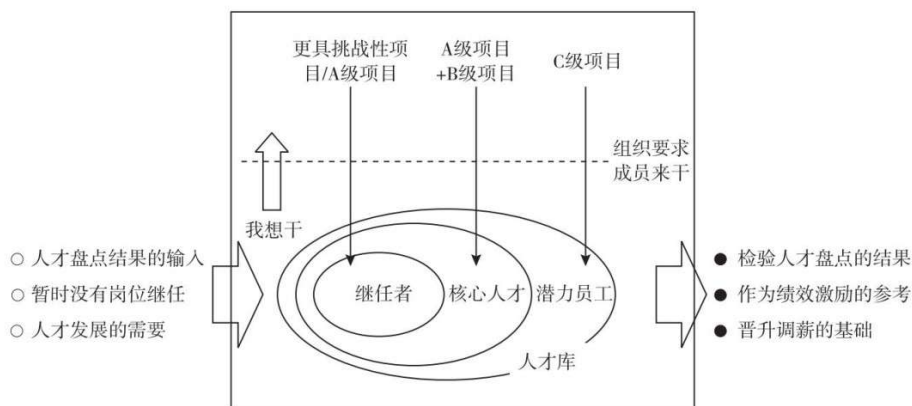 更具挑战性项
目/A级项目
A级项目
+B级项目
C级项目
组织要求
成员来干
我想干
○ 人才盘点结果的输入
○ 暂时没有岗位继任
○ 人才发展的需要
继任者
核心人才
潜力员工
人才库
● 检验人才盘点的结果
● 作为绩效激励的参考
● 晋升调薪的基础